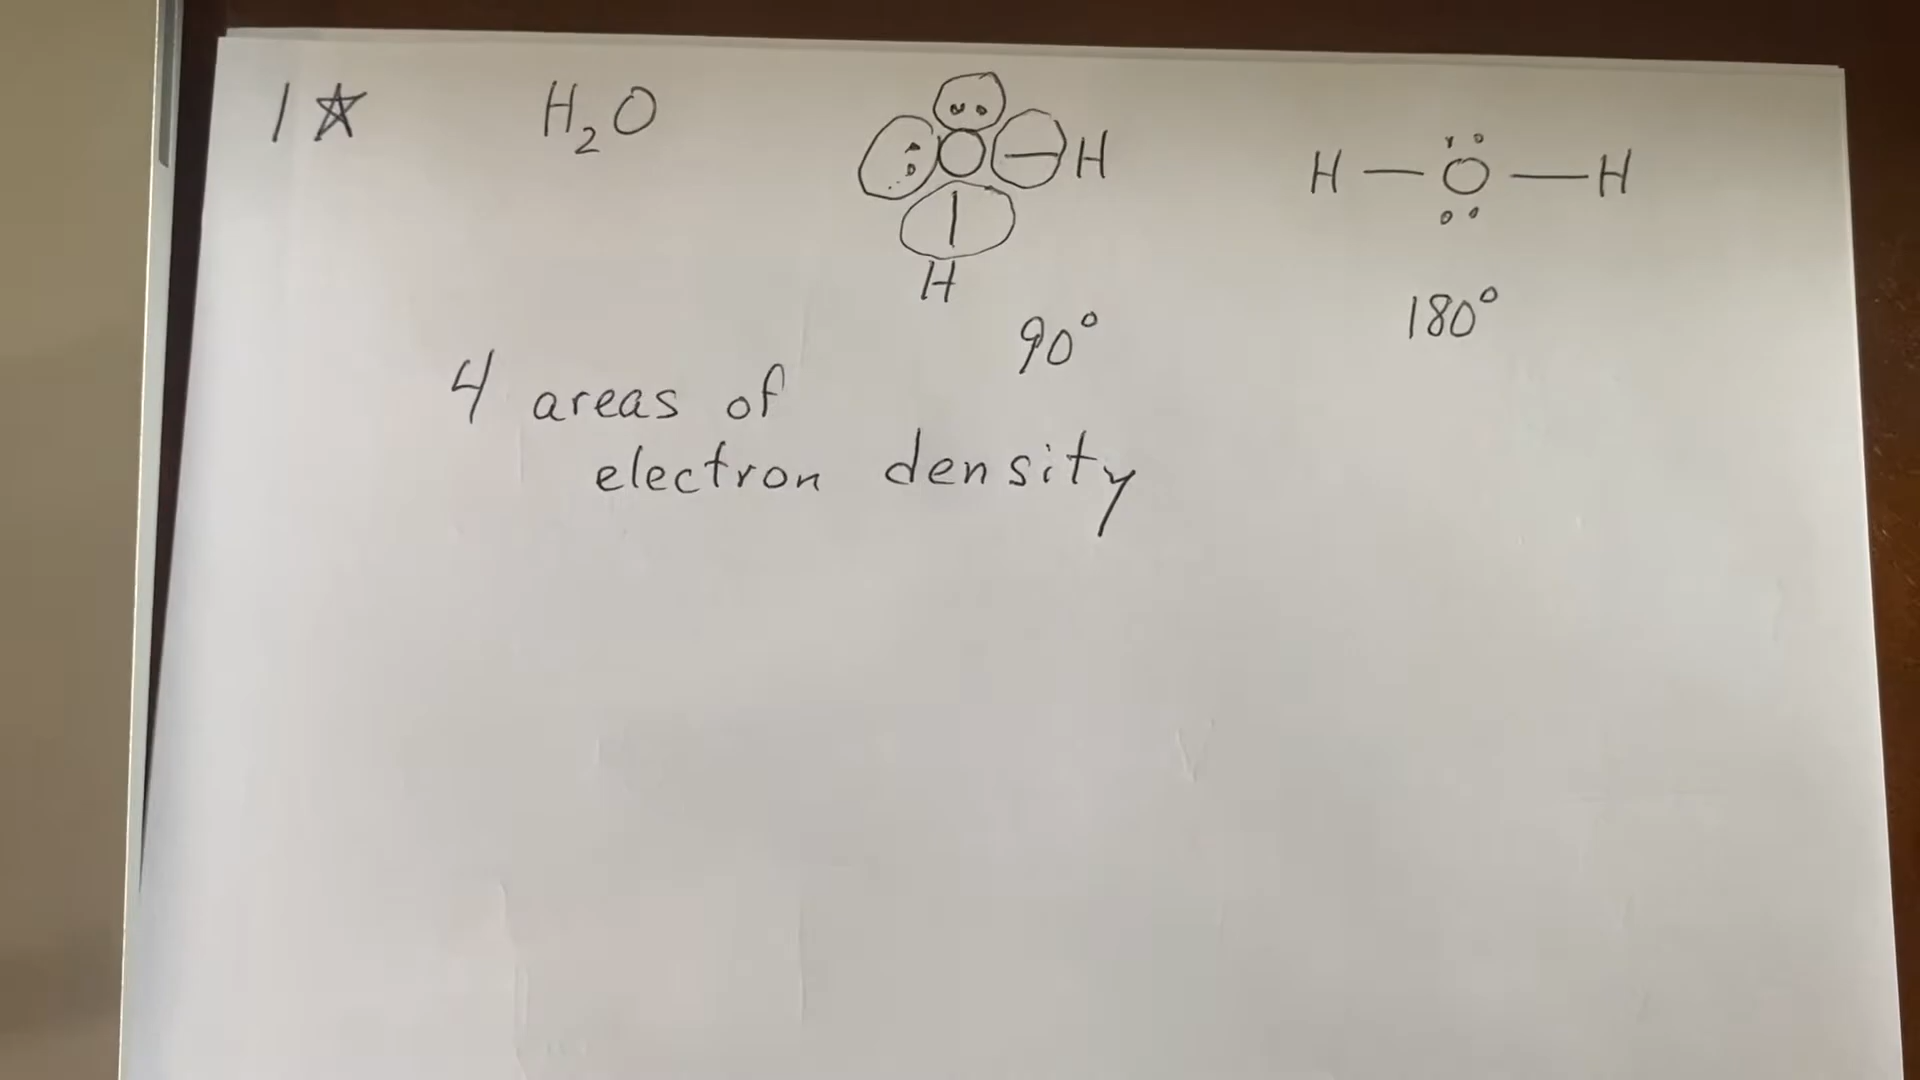 1☆ H₂O
O — H
H
H — O — H
90°
180°
4 areas of
electron density